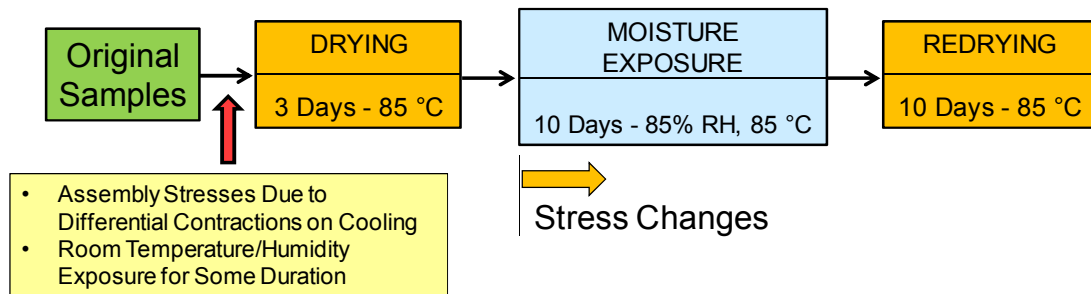 Original
Samples
DRYING
3 Days - 85 °C
MOISTURE
EXPOSURE
10 Days - 85% RH, 85 °C
REDRYING
10 Days - 85 °C
• Assembly Stresses Due to
Differential Contractions on Cooling
• Room Temperature/Humidity
Exposure for Some Duration
Stress Changes